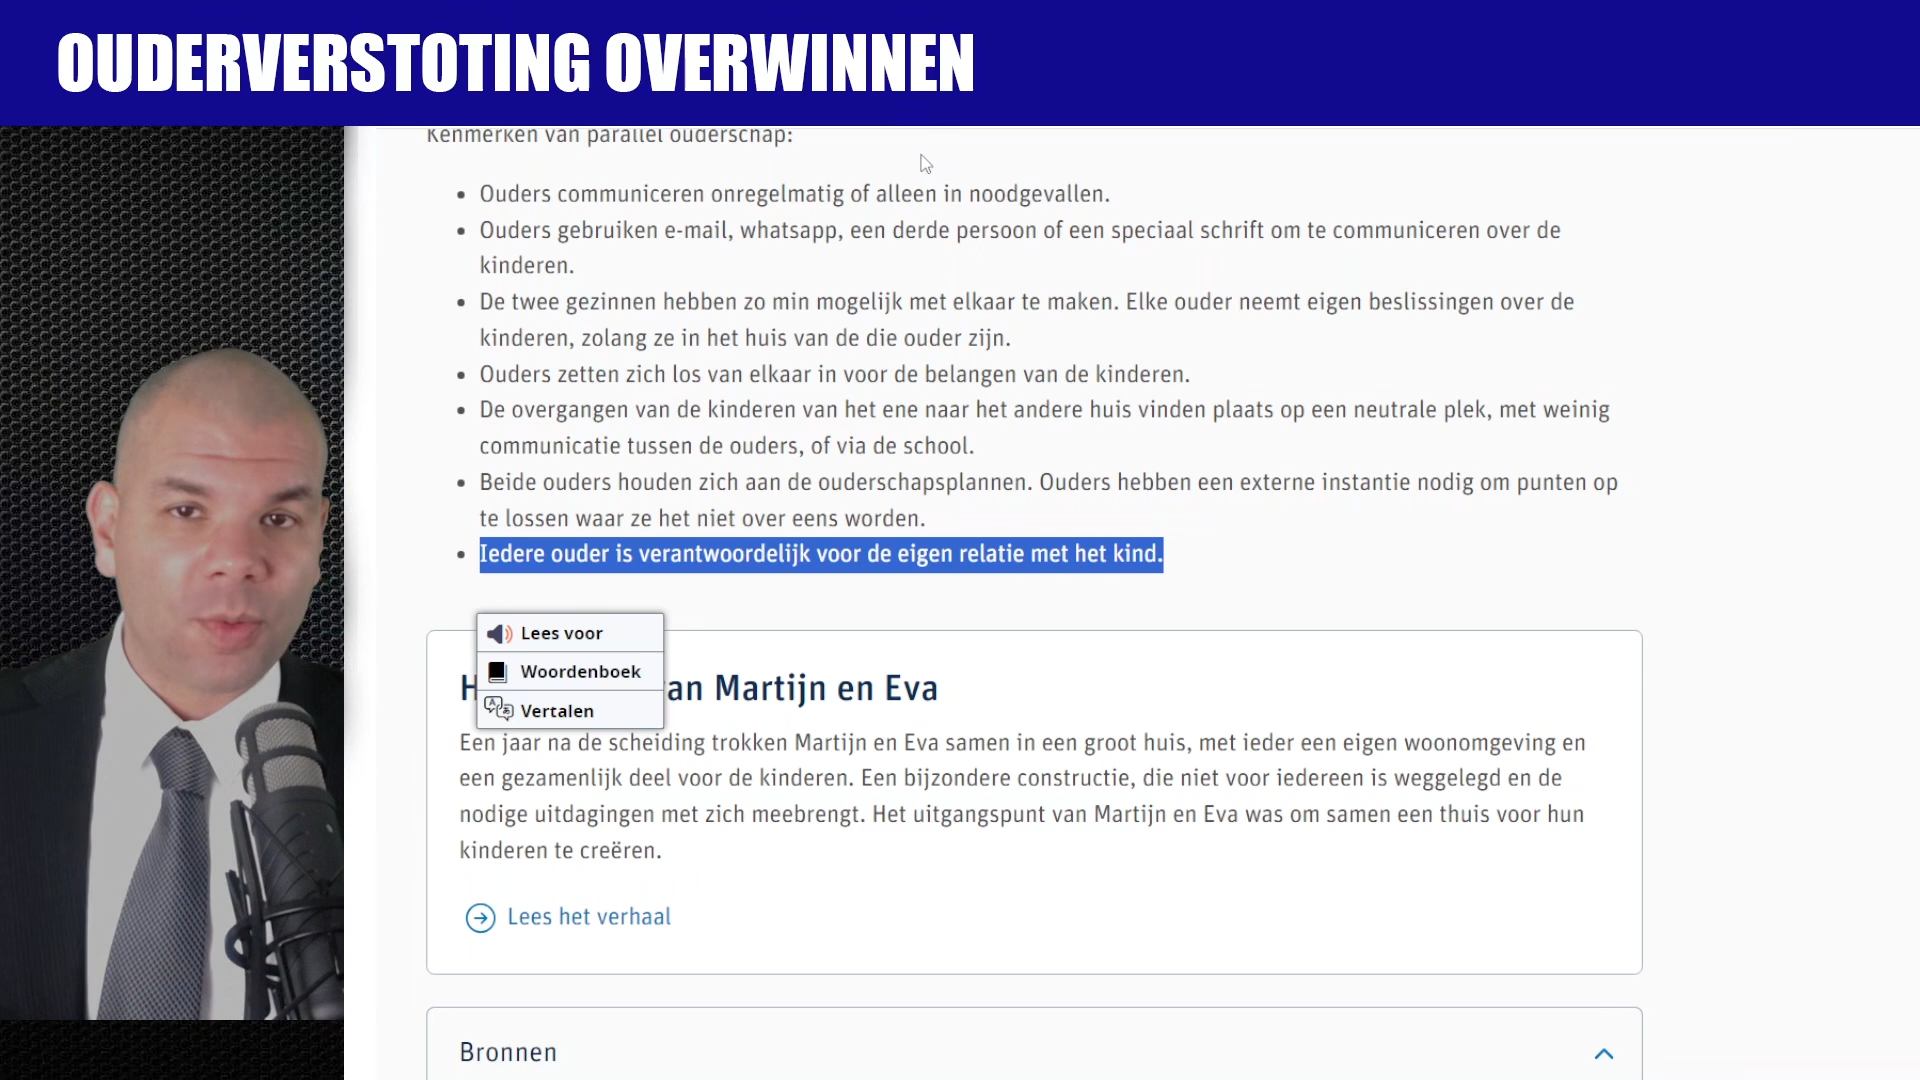 OUDERVERSTOTING OVERWINNEN
Kenmerken van parallel ouderschap:
• Ouders communiceren onregelmatig of alleen in noodgevallen.
• Ouders gebruiken e-mail, whatsapp, een derde persoon of een speciaal schrift om te communiceren over de
kinderen.
• De twee gezinnen hebben zo min mogelijk met elkaar te maken. Elke ouder neemt eigen beslissingen over de
kinderen, zolang ze in het huis van de die ouder zijn.
• Ouders zetten zich los van elkaar in voor de belangen van de kinderen.
• De overgangen van de kinderen van het ene naar het andere huis vinden plaats op een neutrale plek, met weinig
communicatie tussen de ouders, of via de school.
• Beide ouders houden zich aan de ouderschapsplannen. Ouders hebben een externe instantie nodig om punten op
te lossen waar ze het niet over eens worden.
• Iedere ouder is verantwoordelijk voor de eigen relatie met het kind.
Lees voor
Woordenboek
Vertalen
van Martijn en Eva
Een jaar na de scheiding trokken Martijn en Eva samen in een groot huis, met ieder een eigen woonomgeving en
een gezamenlijk deel voor de kinderen. Een bijzondere constructie, die niet voor iedereen is weggelegd en de
nodige uitdagingen met zich meebrengt. Het uitgangspunt van Martijn en Eva was om samen een thuis voor hun
kinderen te creëren.
Lees het verhaal
Bronnen